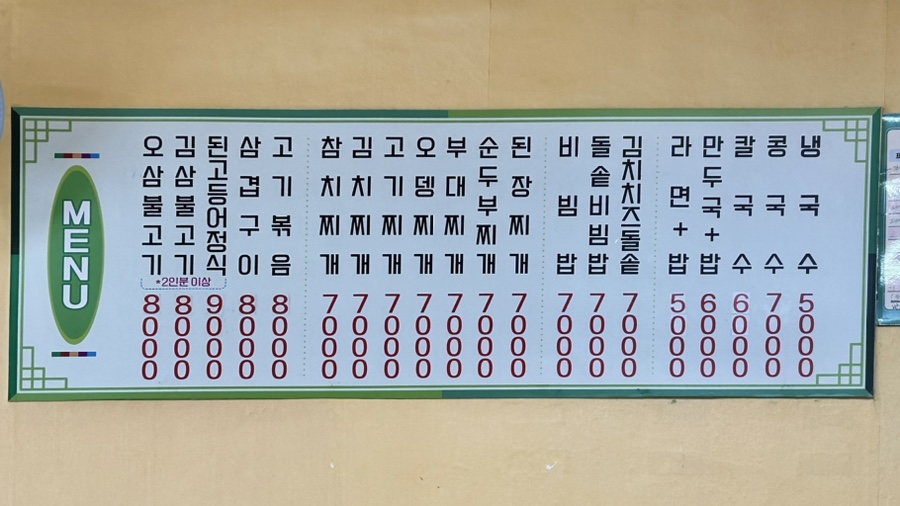 MENU
오삼불고기 8000
김삼불고기 8000
된고등어정식 9000
*2인분 이상
삼겹구이 8000
고기볶음 8000
참치찌개 7000
김치찌개 7000
고기찌개 7000
오뎅찌개 7000
부대찌개 7000
순두부찌개 7000
된장찌개 7000
비빔밥 7000
돌솥비빔밥 7000
김치치즈돌솥 7000
라면+밥 5000
만두국+밥 6000
칼국수 6000
콩국수 7000
냉국수 5000